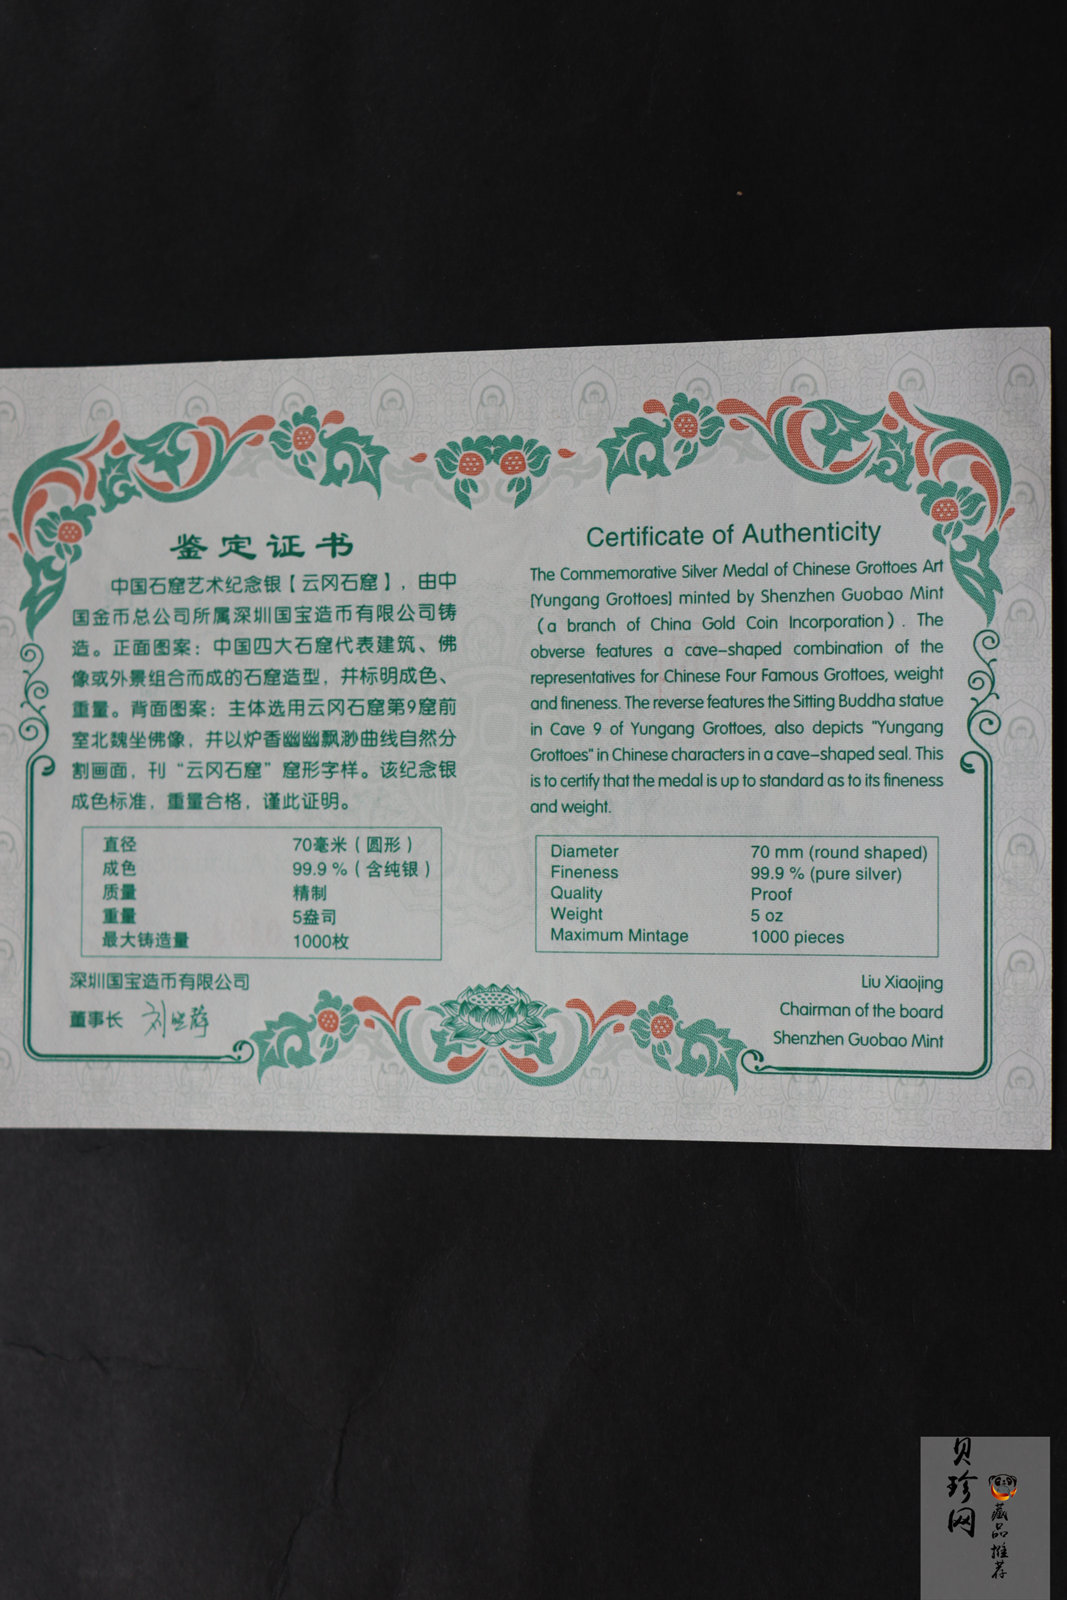 鉴定证书
中国石窟艺术纪念银【云冈石窟】，由中
国金币总公司所属深圳国宝造币有限公司铸
造。正面图案：中国四大石窟代表建筑、佛
像或外景组合而成的石窟造型，并标明成色、
重量。背面图案：主体选用云冈石窟第9窟前
室北魏坐佛像，并以炉香幽幽飘渺曲线自然分
割画面，刊“云冈石窟”窟形字样。该纪念银
成色标准，重量合格，谨此证明。
直径 70毫米（圆形）
成色 99.9 %（含纯银）
质量 精制
重量 5盎司
最大铸造量 1000枚
深圳国宝造币有限公司
董事长
Certificate of Authenticity
The Commemorative Silver Medal of Chinese Grottoes Art
[Yungang Grottoes] minted by Shenzhen Guobao Mint
（a branch of China Gold Coin Incorporation）. The
obverse features a cave-shaped combination of the
representatives for Chinese Four Famous Grottoes, weight
and fineness. The reverse features the Sitting Buddha statue
in Cave 9 of Yungang Grottoes, also depicts "Yungang
Grottoes" in Chinese characters in a cave-shaped seal. This
is to certify that the medal is up to standard as to its fineness
and weight.
Diameter 70 mm (round shaped)
Fineness 99.9 % (pure silver)
Quality Proof
Weight 5 oz
Maximum Mintage 1000 pieces
Liu Xiaojing
Chairman of the board
Shenzhen Guobao Mint
贝珍网
藏品推荐